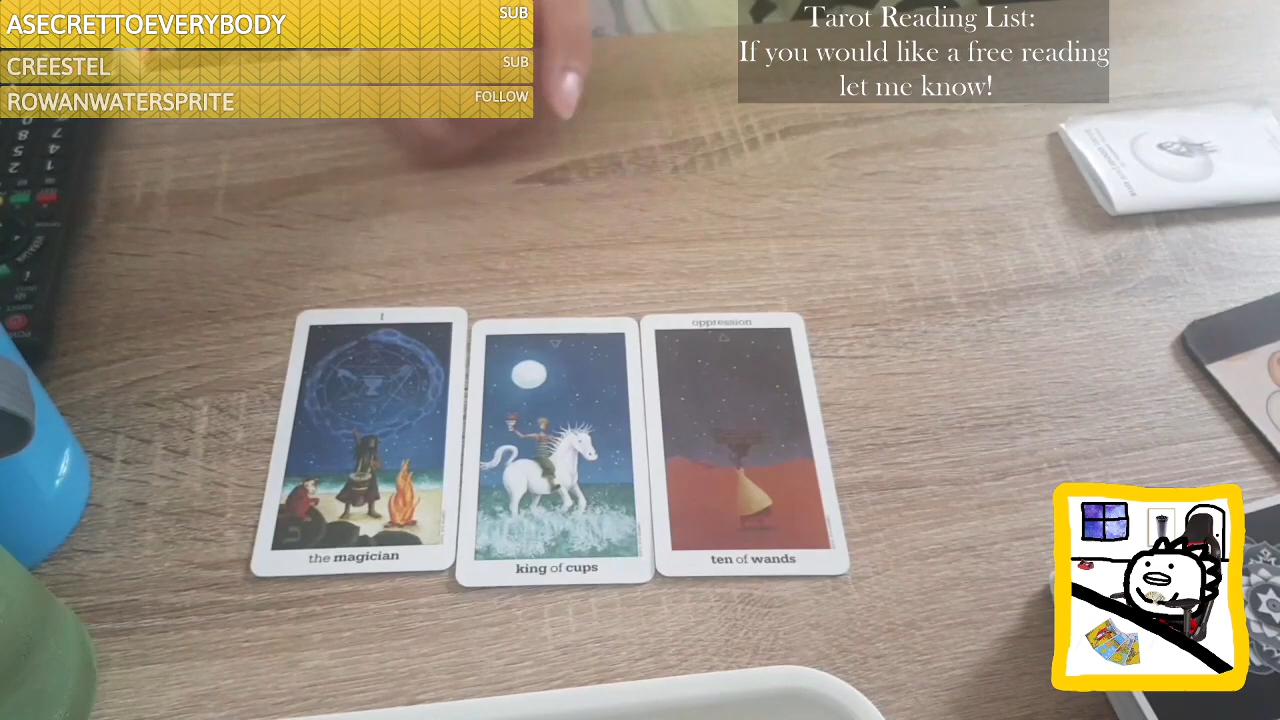 ASECRETTOEVERYBODY
SUB
CREESTEL
SUB
ROWANWATERSPRITE
FOLLOW
Tarot Reading List:
If you would like a free reading
let me know!
I
the magician
king of cups
oppression
ten of wands